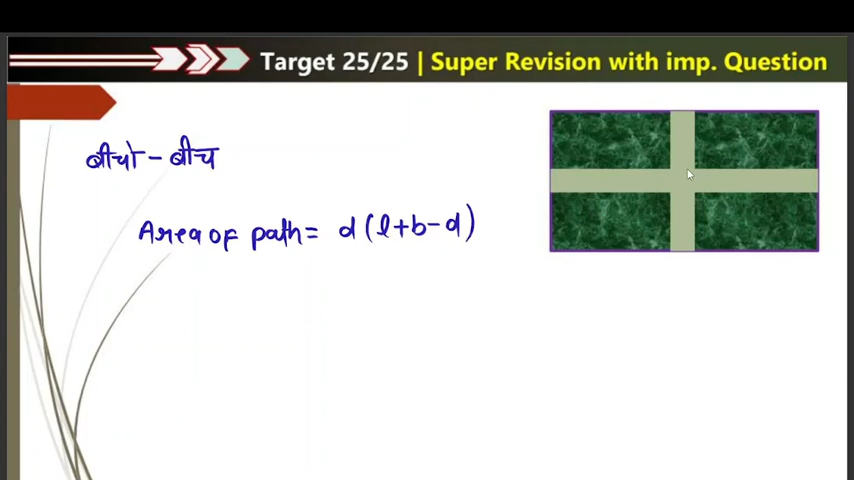 Target 25/25 | Super Revision with imp. Question
बीचो - बीच
Area of path = d(l+b-d)